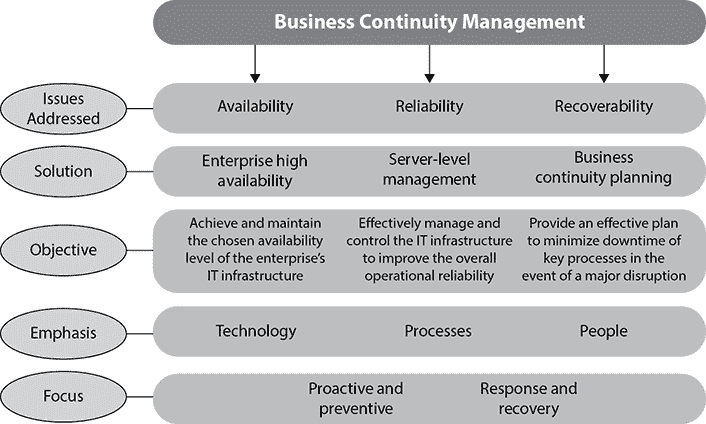 Business Continuity Management
Issues
Addressed
Availability
Reliability
Recoverability
Solution
Enterprise high
availability
Server-level
management
Business
continuity planning
Objective
Achieve and maintain
the chosen availability
level of the enterprise's
IT infrastructure
Effectively manage and
control the IT infrastructure
to improve the overall
operational reliability
Provide an effective plan
to minimize downtime of
key processes in the
event of a major disruption
Emphasis
Technology
Processes
People
Focus
Proactive and
preventive
Response and
recovery